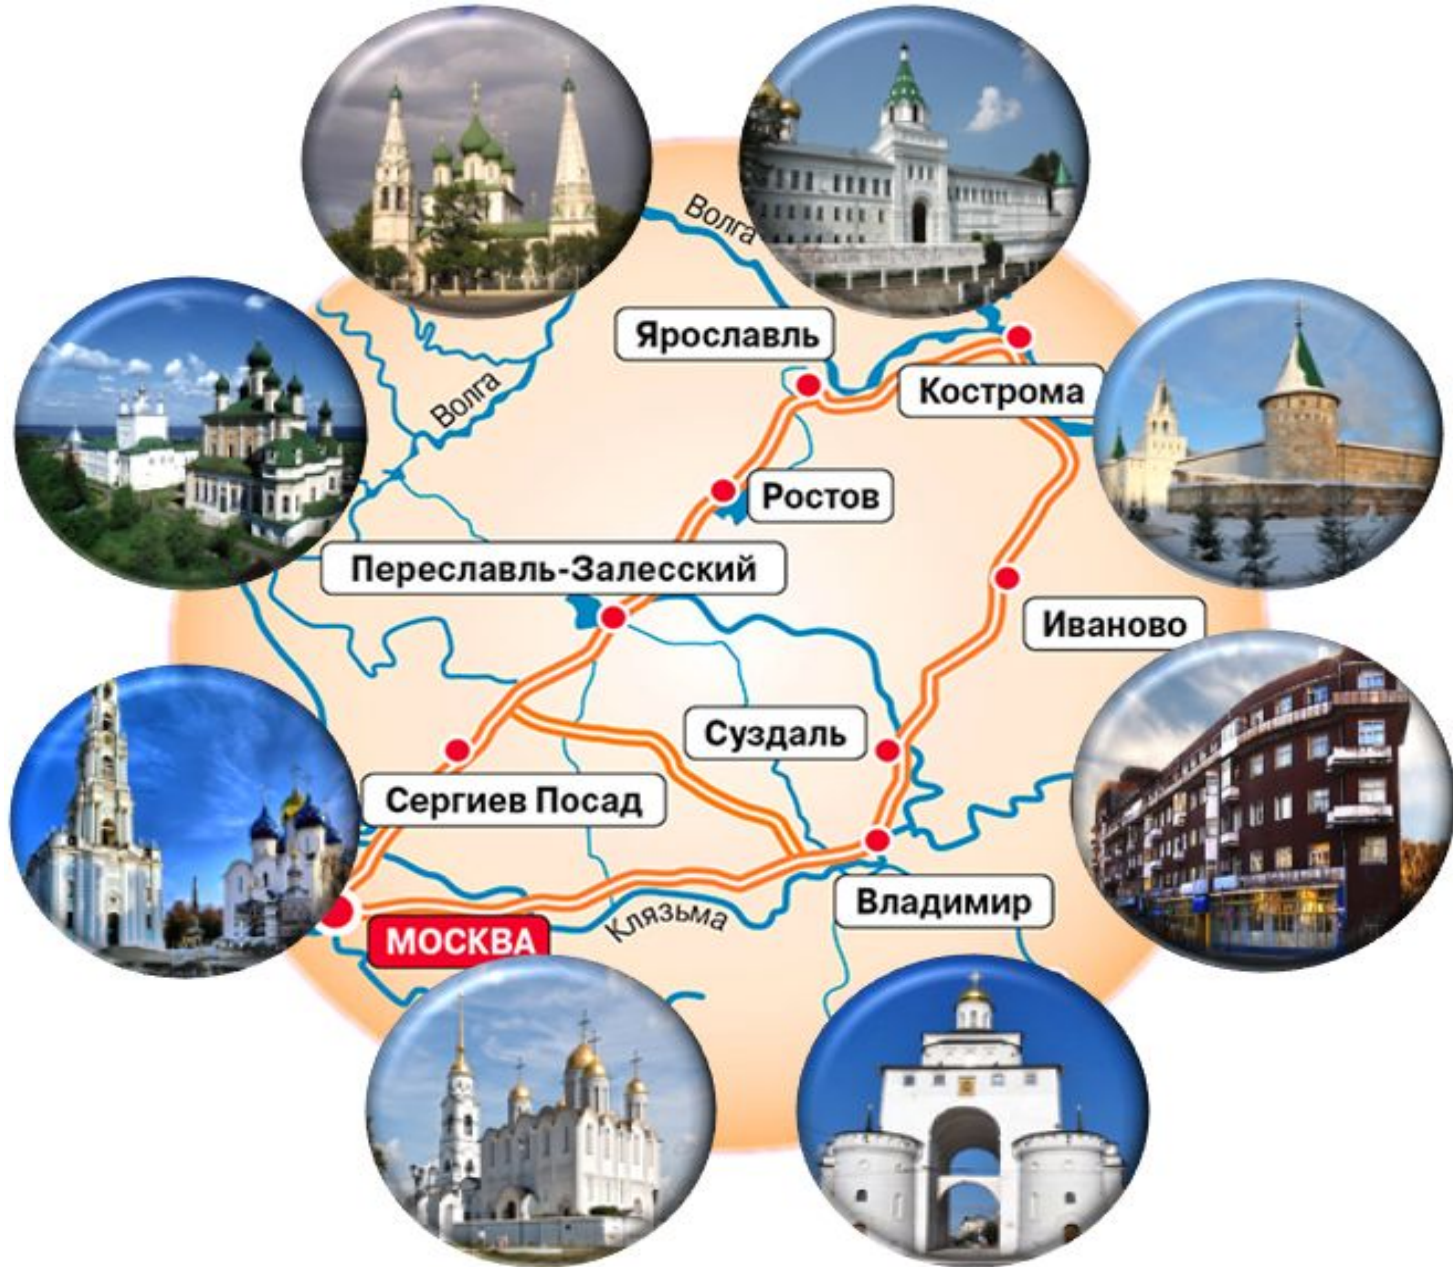 Волга
Ярославль
Кострома
Волга
Ростов
Переславль-Залесский
Иваново
Суздаль
Сергиев Посад
Владимир
Клязьма
МОСКВА